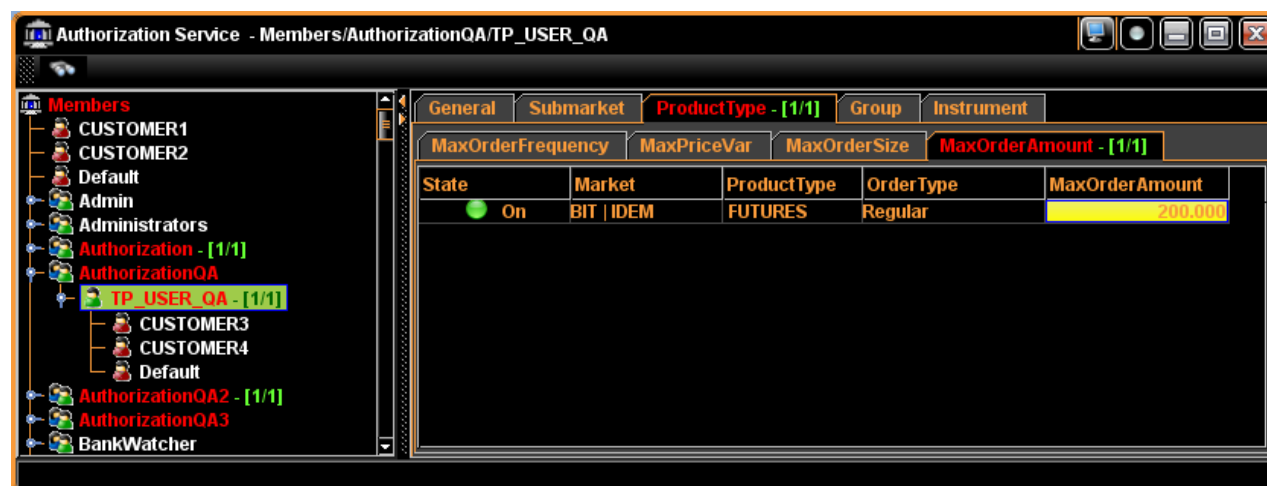 Authorization Service - Members/AuthorizationQA/TP_USER_QA
Members
CUSTOMER1
CUSTOMER2
Default
Admin
Administrators
Authorization - [1/1]
AuthorizationQA
TP_USER_QA - [1/1]
CUSTOMER3
CUSTOMER4
Default
AuthorizationQA2 - [1/1]
AuthorizationQA3
BankWatcher
General Submarket ProductType - [1/1] Group Instrument
MaxOrderFrequency MaxPriceVar MaxOrderSize MaxOrderAmount - [1/1]
State Market ProductType OrderType MaxOrderAmount
On BIT | IDEM FUTURES Regular 200.000